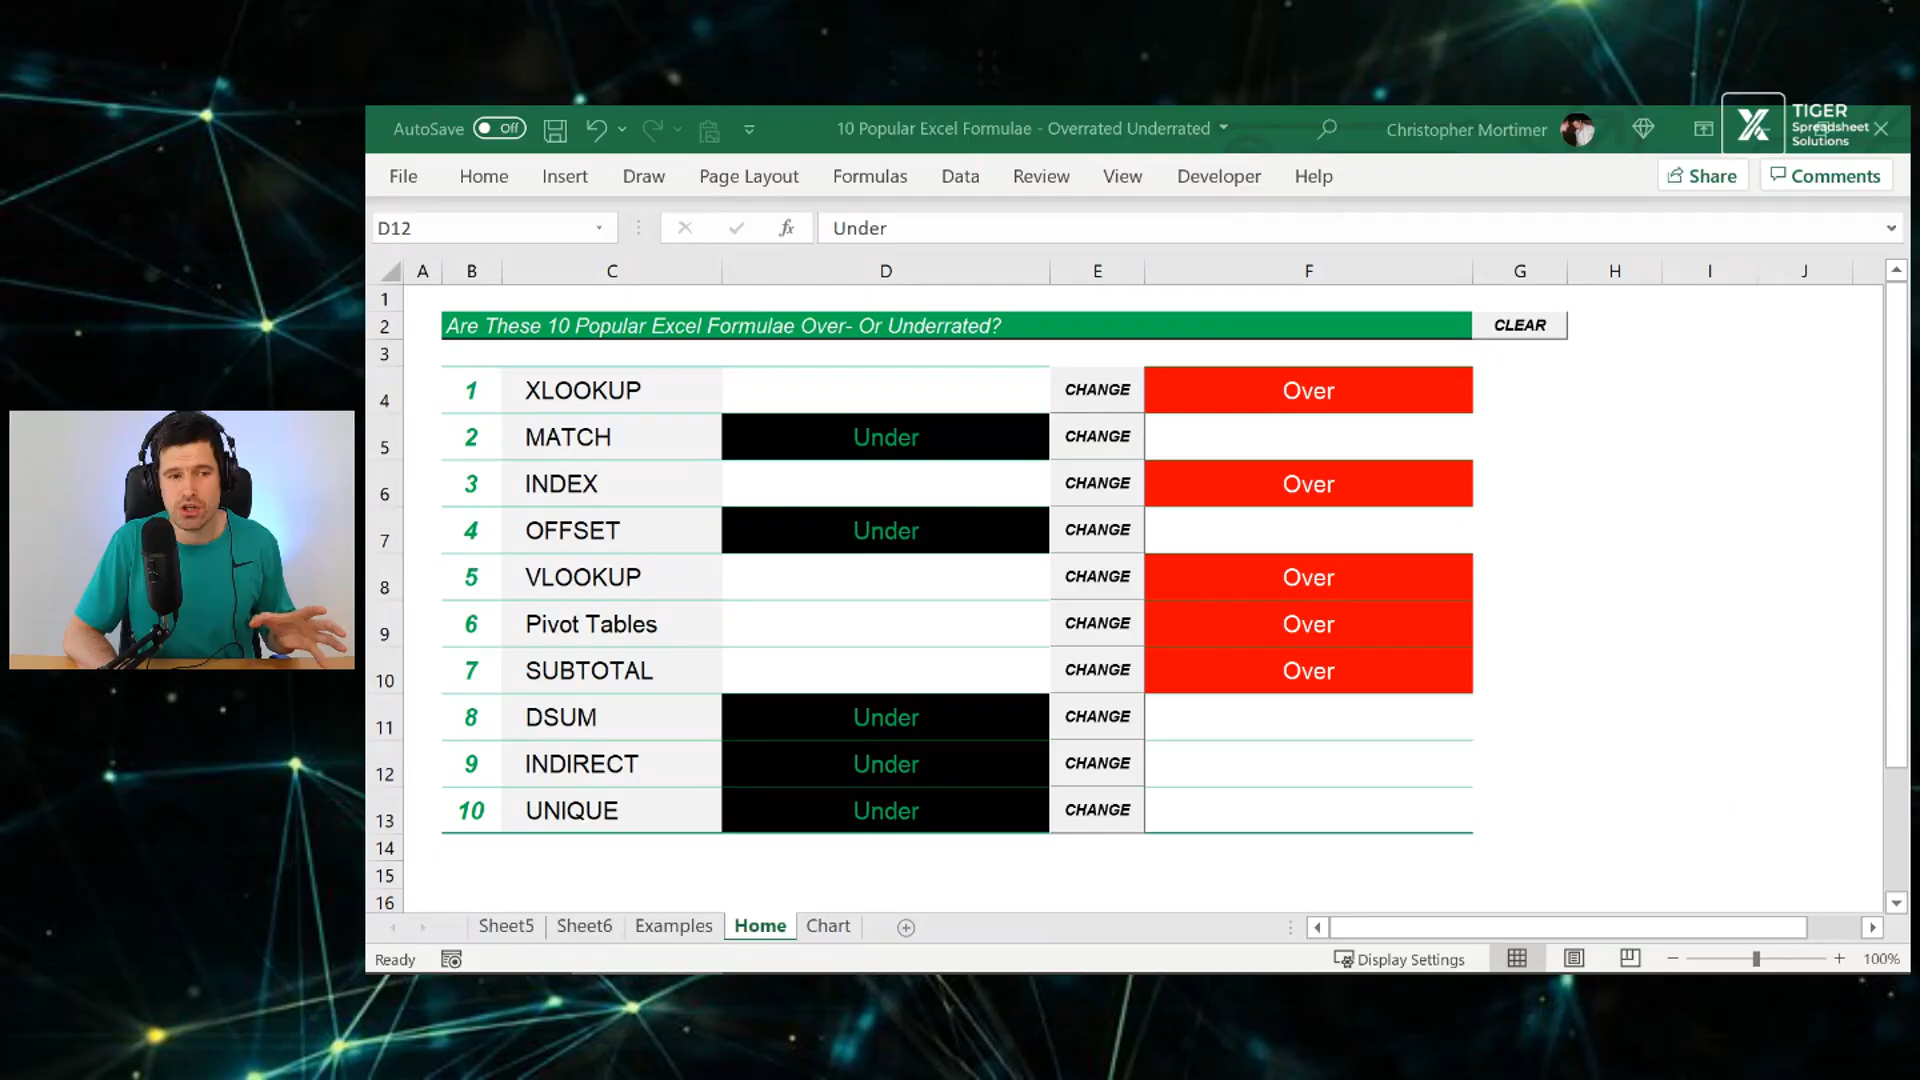 AutoSave Off 10 Popular Excel Formulae - Overrated Underrated Christopher Mortimer
TIGER
Spreadsheet
Solutions
File Home Insert Draw Page Layout Formulas Data Review View Developer Help Share Comments
D12 fx Under
A B C D E F G H I J
1
2 Are These 10 Popular Excel Formulae Over- Or Underrated? CLEAR
3
4 1 XLOOKUP CHANGE Over
5 2 MATCH Under CHANGE
6 3 INDEX CHANGE Over
7 4 OFFSET Under CHANGE
8 5 VLOOKUP CHANGE Over
9 6 Pivot Tables CHANGE Over
10 7 SUBTOTAL CHANGE Over
11 8 DSUM Under CHANGE
12 9 INDIRECT Under CHANGE
13 10 UNIQUE Under CHANGE
14
15
16
Sheet5 Sheet6 Examples Home Chart
Ready Display Settings 100%